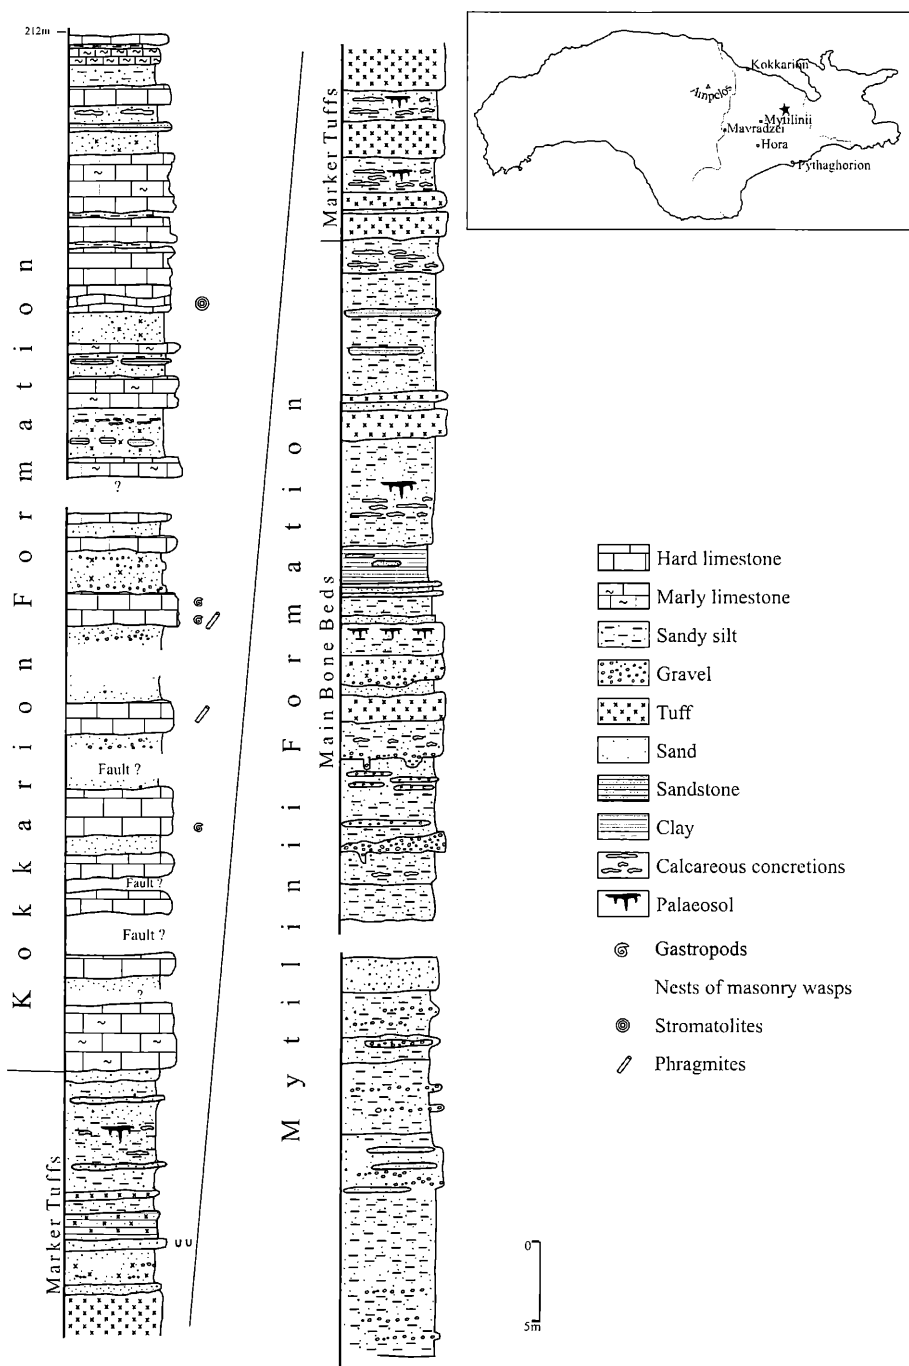 212m
Kokkarion Formation
?
Fault ?
Fault ?
Fault ?
?
Marker Tuffs
Marker Tuffs
Mytilinii Formation
Main Bone Beds
Kokkarion
Ampelos
Mytilinii
Mavradzei
Hora
Pythaghorion
Hard limestone
Marly limestone
Sandy silt
Gravel
Tuff
Sand
Sandstone
Clay
Calcareous concretions
Palaeosol
Gastropods
Nests of masonry wasps
Stromatolites
Phragmites
0
5m